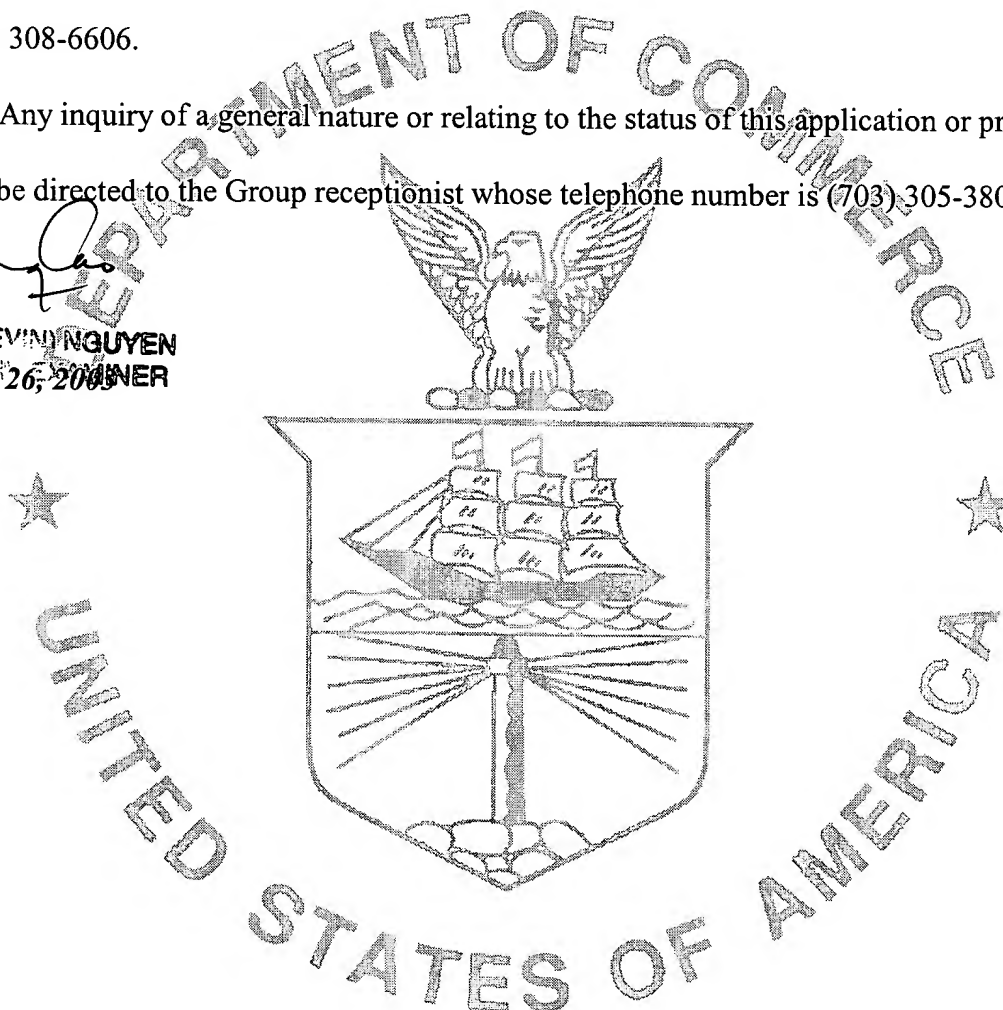 308-6606.
Any inquiry of a general nature or relating to the status of this application or pr
be directed to the Group receptionist whose telephone number is (703) 305-380
NGUYEN
26, 2003
DEPARTMENT OF COMMERCE
UNITED STATES OF AMERICA